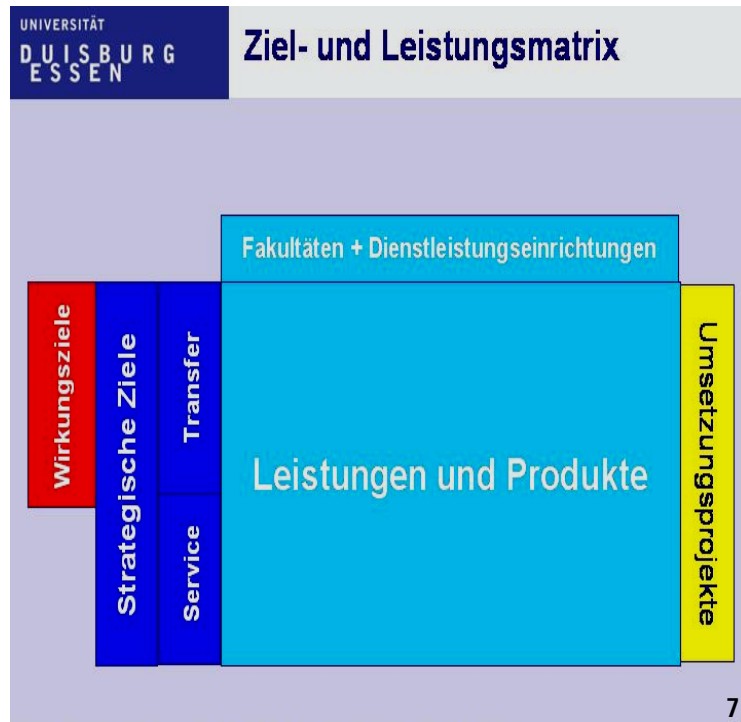 UNIVERSITÄT
DUISBURG
ESSEN
Ziel- und Leistungsmatrix
Fakultäten + Dienstleistungseinrichtungen
Wirkungsziele
Strategische Ziele
Transfer
Service
Leistungen und Produkte
Umsetzungsprojekte
7